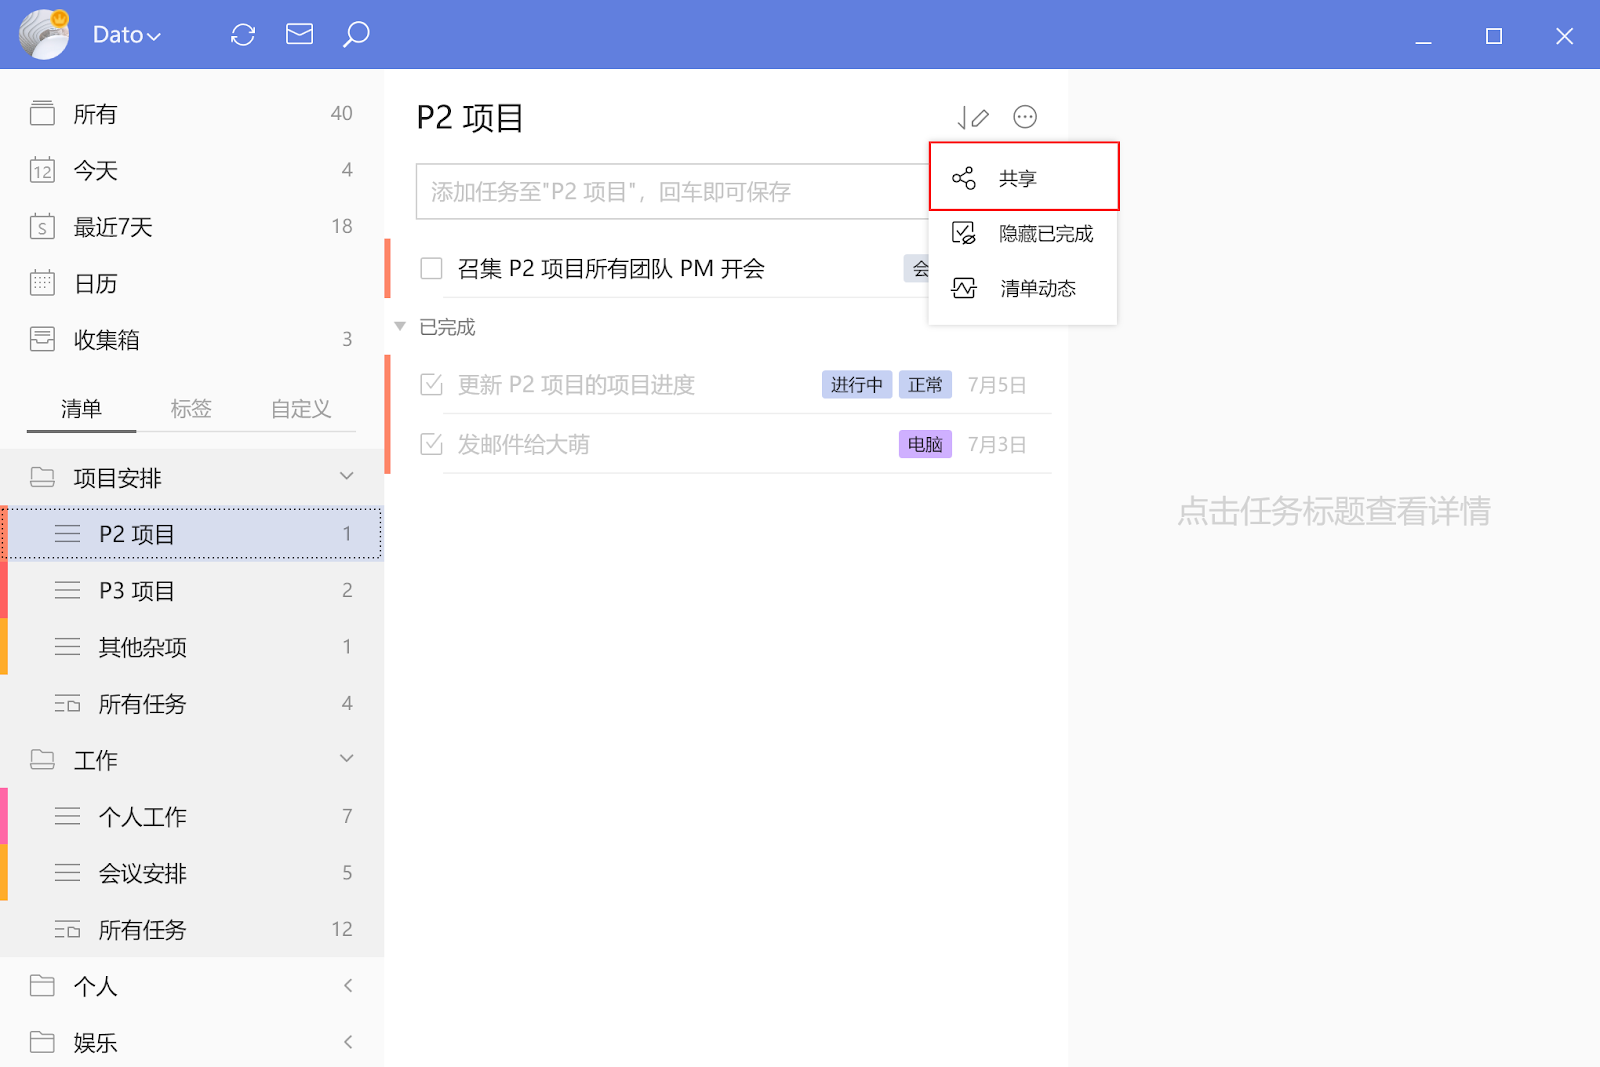 Dato
所有 40
12 今天 4
S 最近7天 18
日历
收集箱 3
清单 标签 自定义
项目安排
P2 项目 1
P3 项目 2
其他杂项 1
所有任务 4
工作
个人工作 7
会议安排 5
所有任务 12
个人
娱乐
P2 项目
添加任务至"P2 项目"，回车即可保存
召集 P2 项目所有团队 PM 开会 会
已完成
更新 P2 项目的项目进度 进行中 正常 7月5日
发邮件给大萌 电脑 7月3日
共享
隐藏已完成
清单动态
点击任务标题查看详情